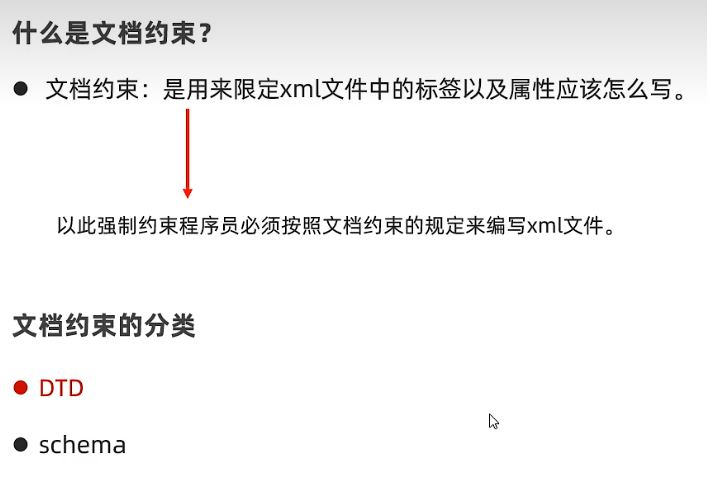 什么是文档约束？
● 文档约束：是用来限定xml文件中的标签以及属性应该怎么写。
以此强制约束程序员必须按照文档约束的规定来编写xml文件。
文档约束的分类
● DTD
● schema